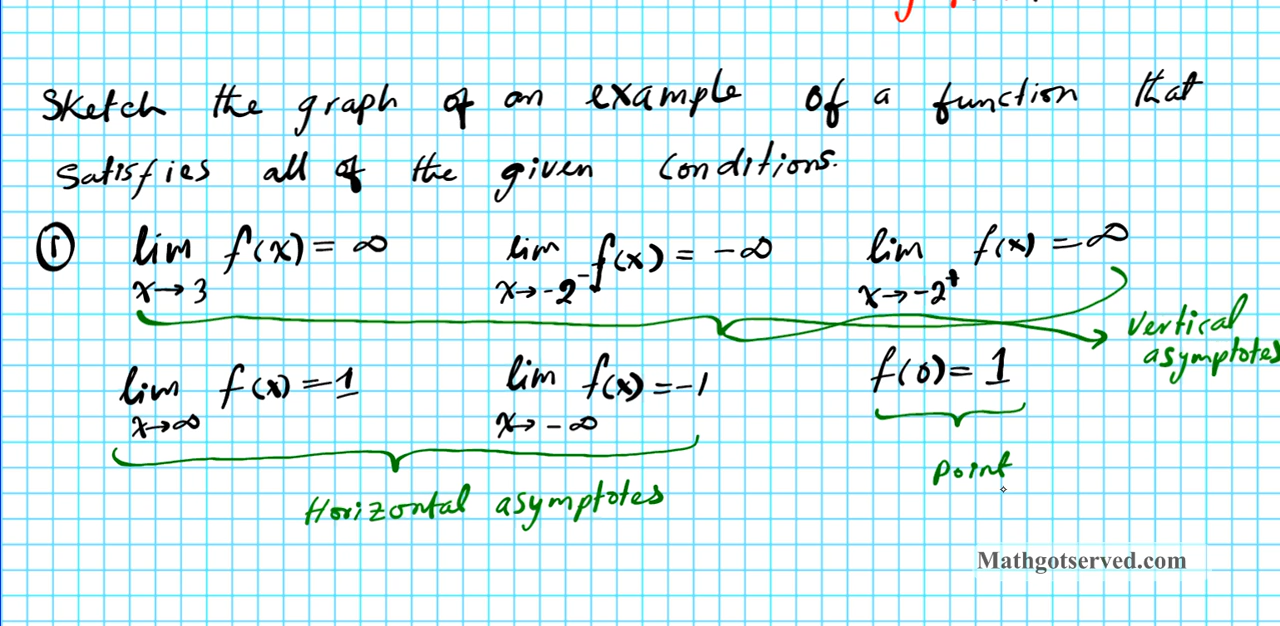 Sketch the graph of an example of a function that
satisfies all of the given conditions.
① lim x→3 f(x) = ∞ lim x→-2⁻ f(x) = -∞ lim x→-2⁺ f(x) = ∞
Vertical asymptotes
lim x→∞ f(x) = 1 lim x→-∞ f(x) = -1 f(0) = 1
Horizontal asymptotes
Point
Mathgotserved.com